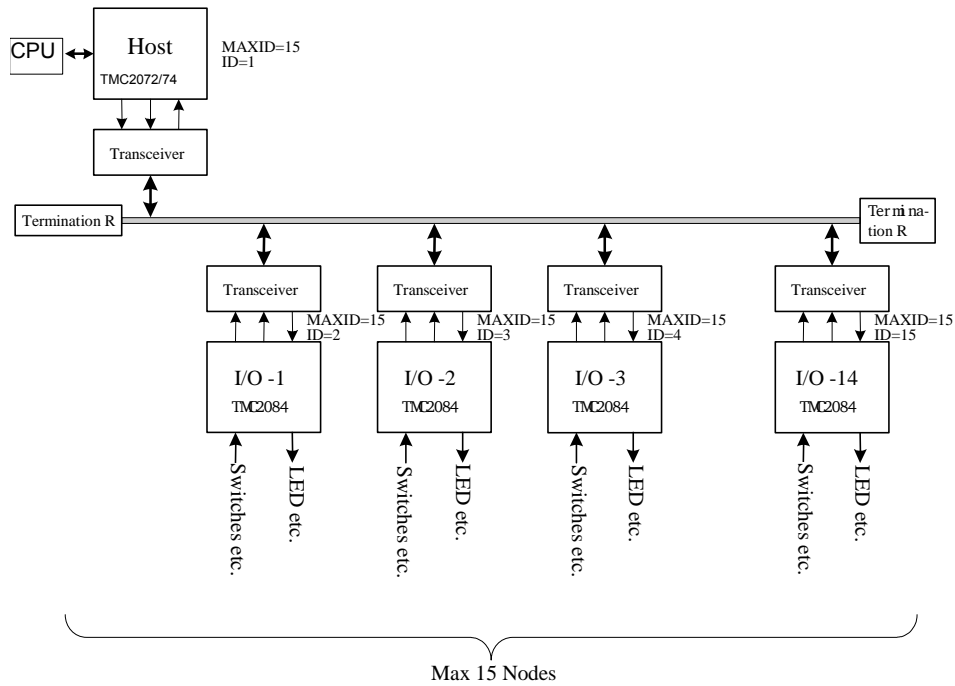 CPU
Host
TMC2072/74
MAXID=15
ID=1
Transceiver
Termination R
Termina-
tion R
Transceiver
Transceiver
Transceiver
Transceiver
MAXID=15
ID=2
MAXID=15
ID=3
MAXID=15
ID=4
MAXID=15
ID=15
I/O -1
TMC2084
I/O -2
TMC2084
I/O -3
TMC2084
I/O -14
TMC2084
Switches etc.
LED etc.
Switches etc.
LED etc.
Switches etc.
LED etc.
Switches etc.
LED etc.
Max 15 Nodes